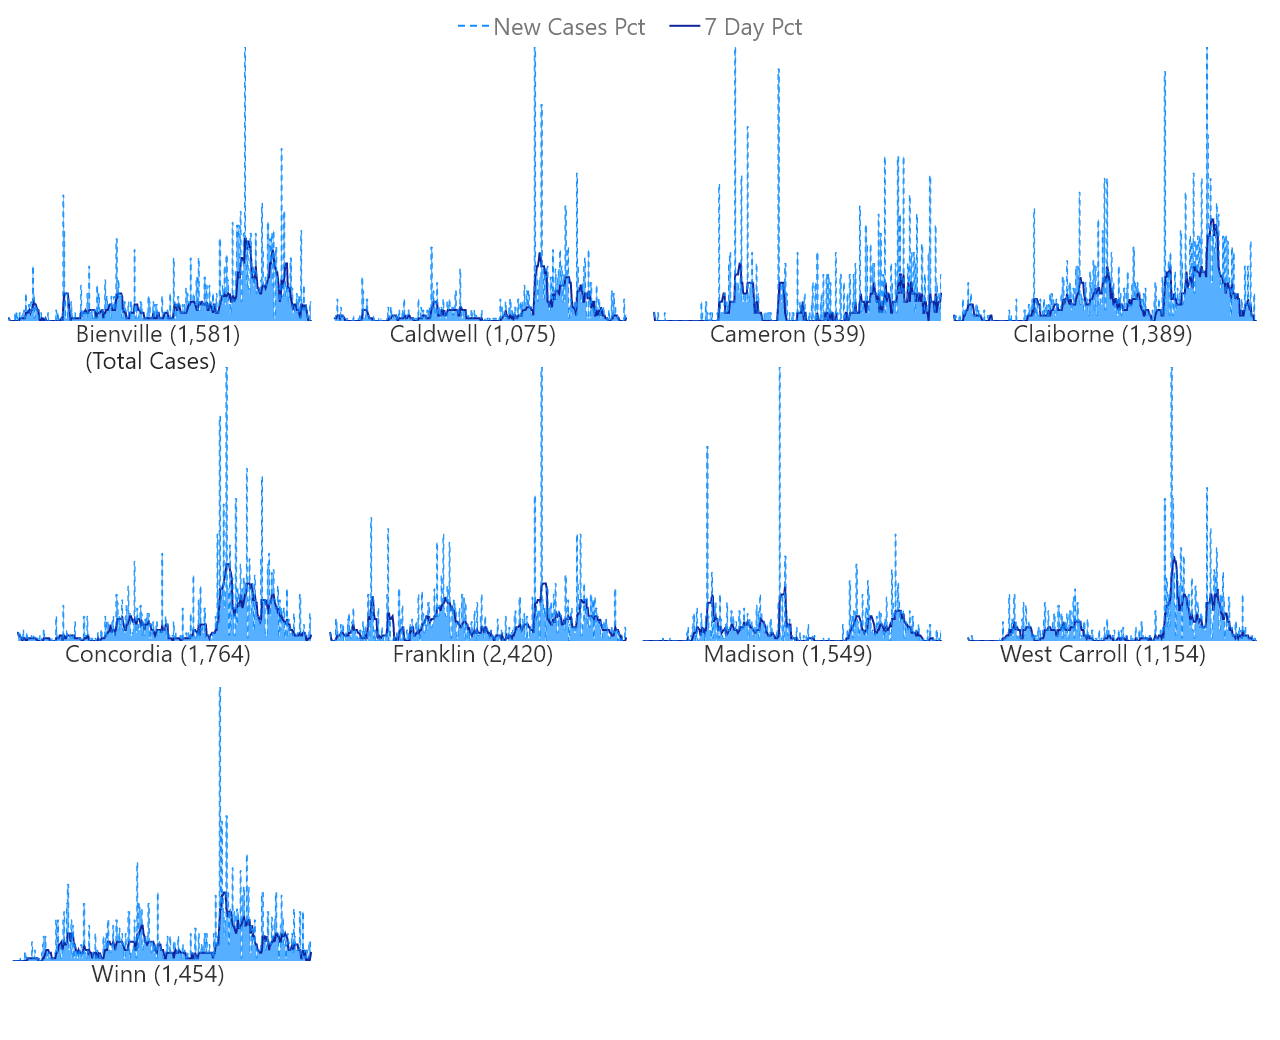 New Cases Pct 7 Day Pct
Bienville (1,581)
(Total Cases)
Caldwell (1,075)
Cameron (539)
Claiborne (1,389)
Concordia (1,764)
Franklin (2,420)
Madison (1,549)
West Carroll (1,154)
Winn (1,454)